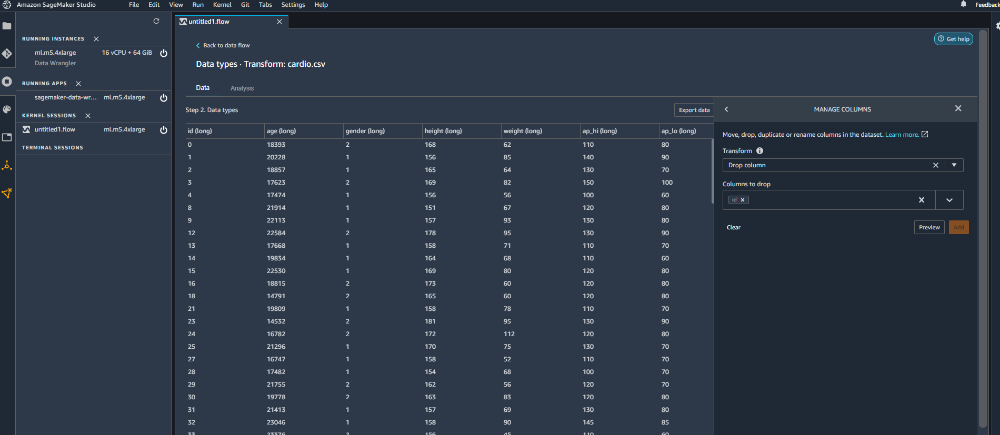 Amazon SageMaker Studio File Edit View Run Kernel Git Tabs Settings Help Feedback
untitled1.flow
RUNNING INSTANCES
ml.m5.4xlarge 16 vCPU + 64 GiB
Data Wrangler
RUNNING APPS
sagemaker-data-wr... ml.m5.4xlarge
KERNEL SESSIONS
untitled1.flow ml.m5.4xlarge
TERMINAL SESSIONS
Back to data flow
Get help
Data types · Transform: cardio.csv
Data Analysis
Step 2. Data types Export data
id (long) age (long) gender (long) height (long) weight (long) ap_hi (long) ap_lo (long)
0 18393 2 168 62 110 80
1 20228 1 156 85 140 90
2 18857 1 165 64 130 70
3 17623 2 169 82 150 100
4 17474 1 156 56 100 60
8 21914 1 151 67 120 80
9 22113 1 157 93 130 80
12 22584 2 178 95 130 90
13 17668 1 158 71 110 70
14 19834 1 164 68 110 60
15 22530 1 169 80 120 80
16 18815 2 173 60 120 80
18 14791 2 165 60 120 80
21 19809 1 158 78 110 70
23 14532 2 181 95 130 90
24 16782 2 172 112 120 80
25 21296 1 170 75 130 70
27 16747 1 158 52 110 70
28 17482 1 154 68 100 70
29 21755 2 162 56 120 70
30 19778 2 163 83 120 80
31 21413 1 157 69 130 80
32 23046 1 158 90 145 85
33 23376 2 156 45 110 60
MANAGE COLUMNS
Move, drop, duplicate or rename columns in the dataset. Learn more.
Transform
Drop column
Columns to drop
id
Clear Preview Add